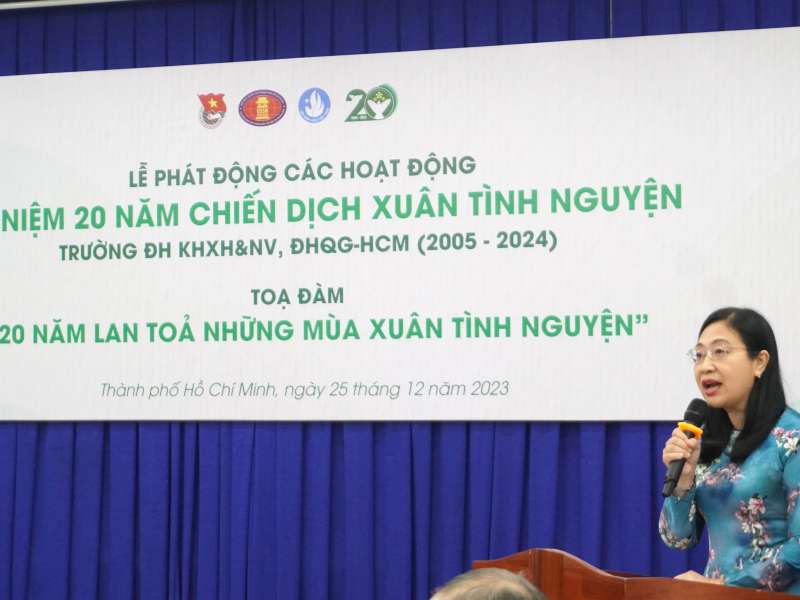 20
LỄ PHÁT ĐỘNG CÁC HOẠT ĐỘNG
NIỆM 20 NĂM CHIẾN DỊCH XUÂN TÌNH NGUYỆN
TRƯỜNG ĐH KHXH&NV, ĐHQG-HCM (2005 - 2024)
TOẠ ĐÀM
20 NĂM LAN TOẢ NHỮNG MÙA XUÂN TÌNH NGUYỆN”
Thành phố Hồ Chí Minh, ngày 25 tháng 12 năm 2023